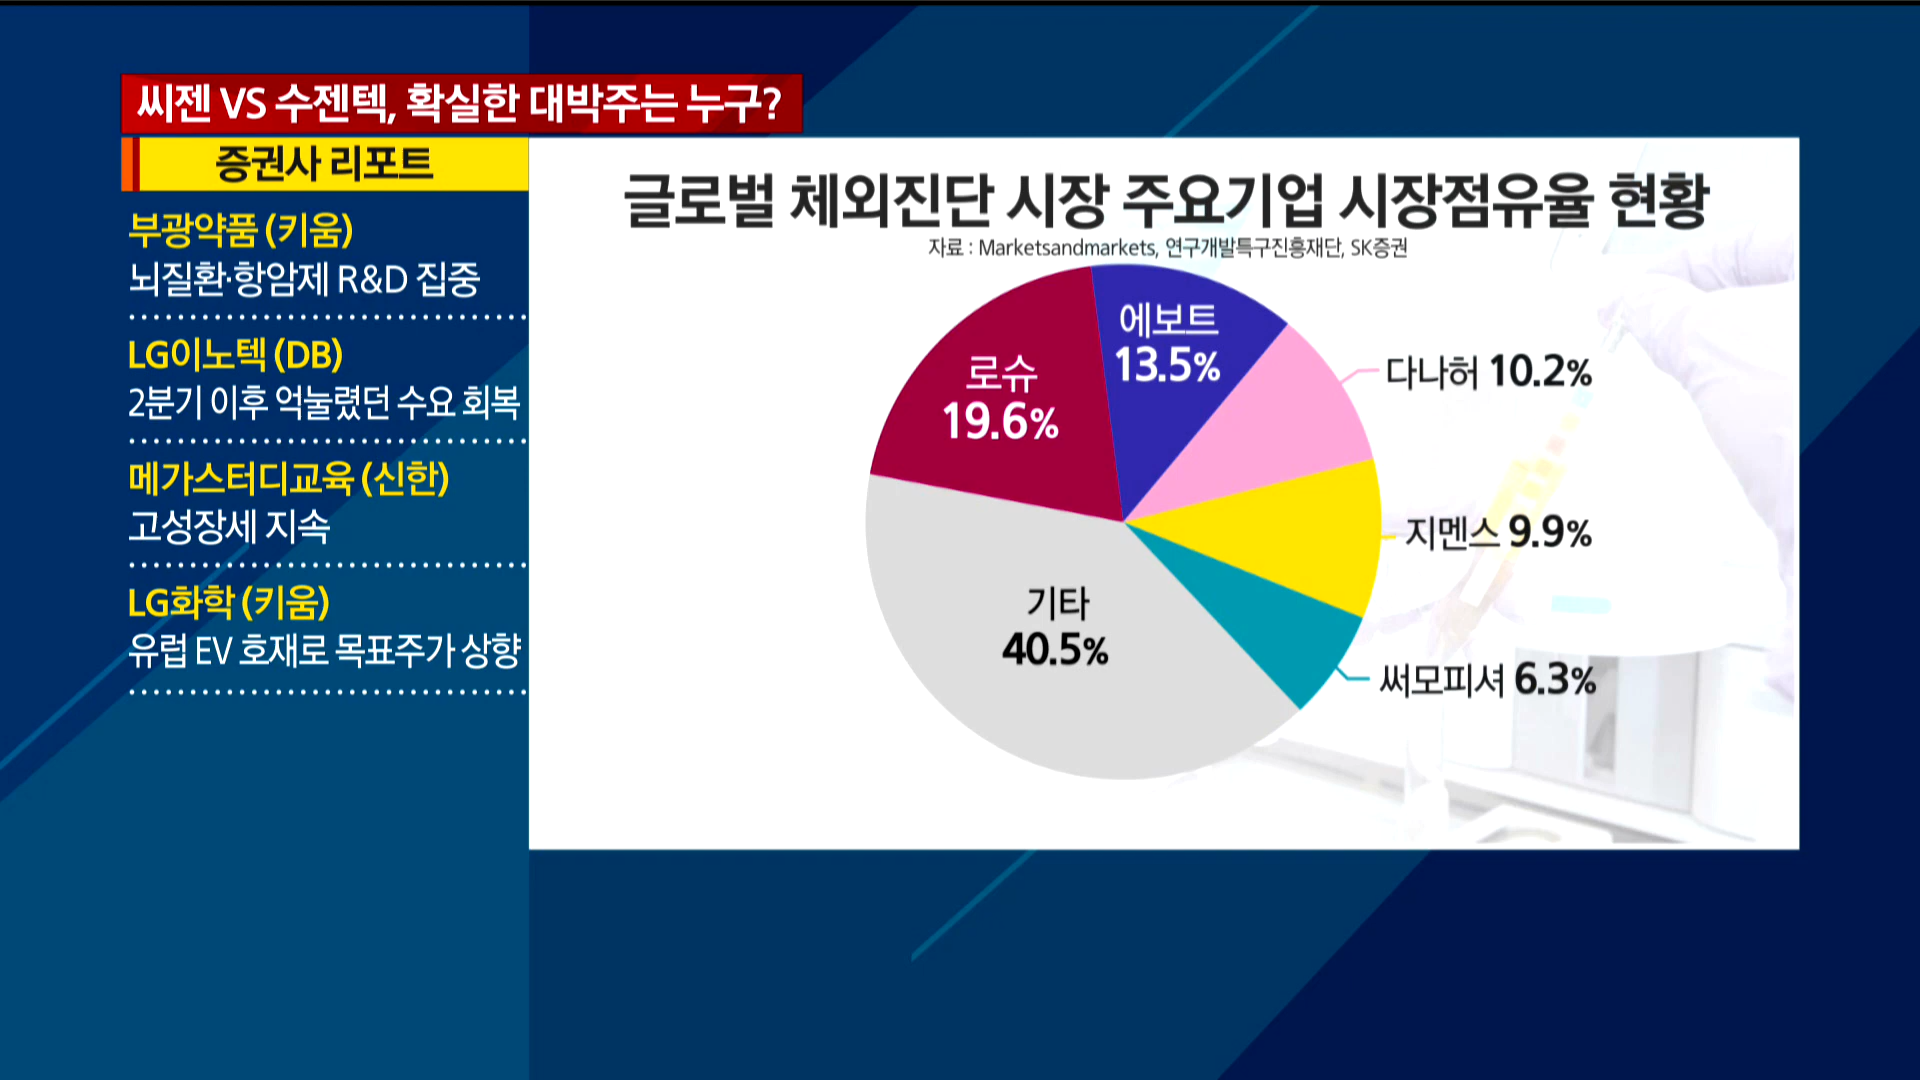 씨젠 VS 수젠텍, 확실한 대박주는 누구?
증권사 리포트
부광약품 (키움)
뇌질환·항암제 R&D 집중
LG이노텍 (DB)
2분기 이후 억눌렸던 수요 회복
메가스터디교육 (신한)
고성장세 지속
LG화학 (키움)
유럽 EV 호재로 목표주가 상향
글로벌 체외진단 시장 주요기업 시장점유율 현황
자료 : Marketsandmarkets, 연구개발특구진흥재단, SK증권
에보트
13.5%
로슈
19.6%
다나허 10.2%
지멘스 9.9%
기타
40.5%
써모피셔 6.3%